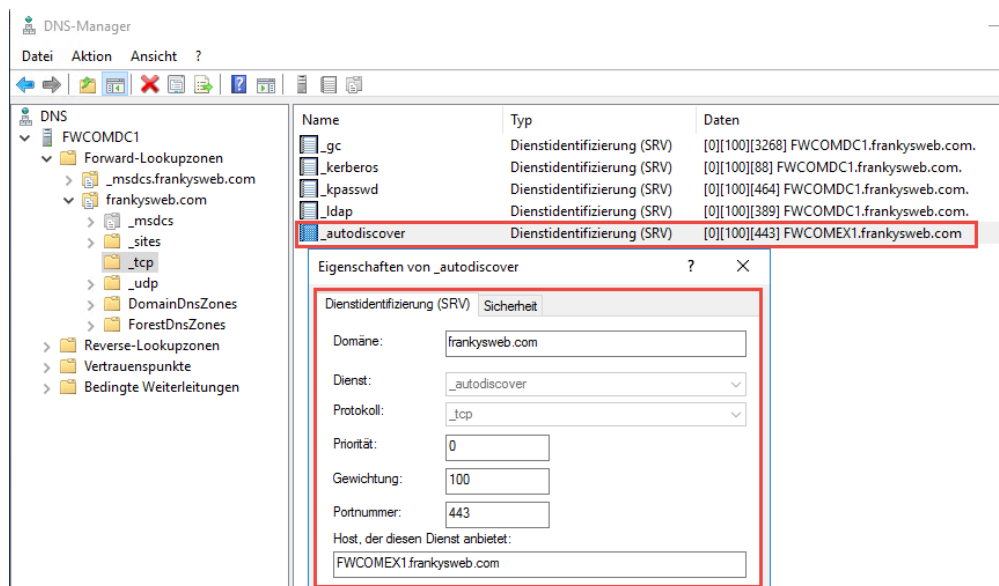 DNS-Manager
Datei Aktion Ansicht ?
DNS
FWCOMDC1
Forward-Lookupzonen
_msdcs.frankysweb.com
frankysweb.com
_msdcs
_sites
_tcp
_udp
DomainDnsZones
ForestDnsZones
Reverse-Lookupzonen
Vertrauenspunkte
Bedingte Weiterleitungen
Name Typ Daten
_gc Dienstidentifizierung (SRV) [0][100][3268] FWCOMDC1.frankysweb.com.
_kerberos Dienstidentifizierung (SRV) [0][100][88] FWCOMDC1.frankysweb.com.
_kpasswd Dienstidentifizierung (SRV) [0][100][464] FWCOMDC1.frankysweb.com.
_ldap Dienstidentifizierung (SRV) [0][100][389] FWCOMDC1.frankysweb.com.
_autodiscover Dienstidentifizierung (SRV) [0][100][443] FWCOMEX1.frankysweb.com
Eigenschaften von _autodiscover ?
Dienstidentifizierung (SRV) Sicherheit
Domäne: frankysweb.com
Dienst: _autodiscover
Protokoll: _tcp
Priorität: 0
Gewichtung: 100
Portnummer: 443
Host, der diesen Dienst anbietet:
FWCOMEX1.frankysweb.com